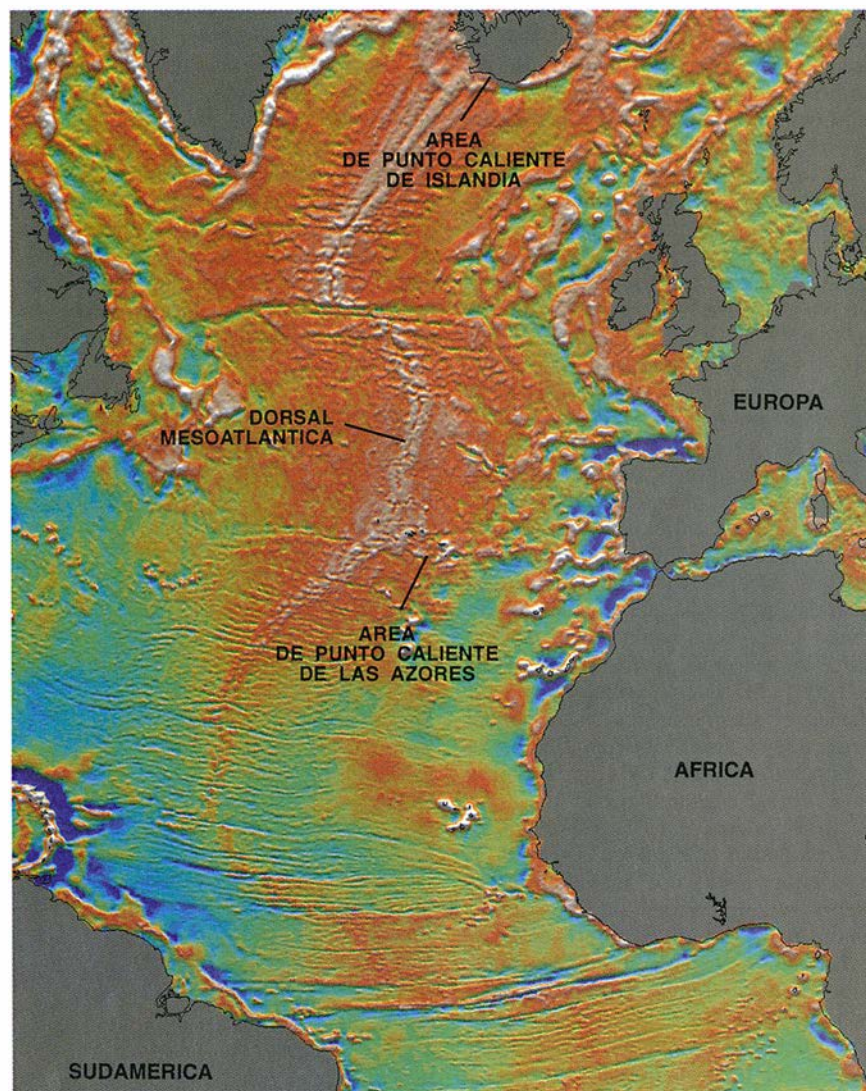 AREA
DE PUNTO CALIENTE
DE ISLANDIA
DORSAL
MESOATLANTICA
EUROPA
AREA
DE PUNTO CALIENTE
DE LAS AZORES
AFRICA
SUDAMERICA